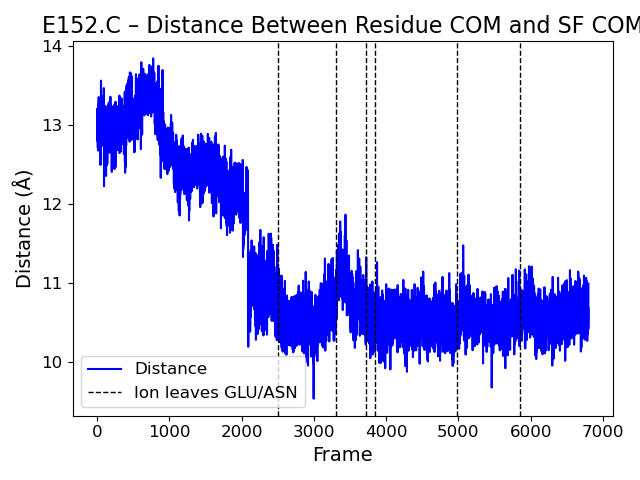 E152.C – Distance Between Residue COM and SF COM
14
13
12
11
10
Distance (Å)
Distance
Ion leaves GLU/ASN
0 1000 2000 3000 4000 5000 6000 7000
Frame